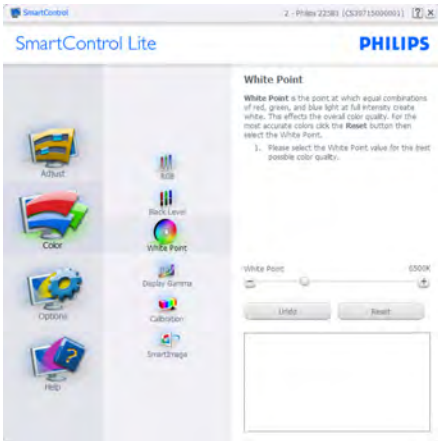 SmartControl
2 - Philips 225B1 (CS39715000001)
SmartControl Lite
PHILIPS
Adjust
Color
Options
Help
RGB
Black Level
White Point
Display Gamma
Calibration
SmartImage
White Point
White Point is the point at which equal combinations
of red, green, and blue light at full intensity create
white. This effects the overall color quality. For the
most accurate colors click the Reset button then
select the White Point.
1. Please select the White Point value for the best
possible color quality.
White Point 6500K
Undo Reset